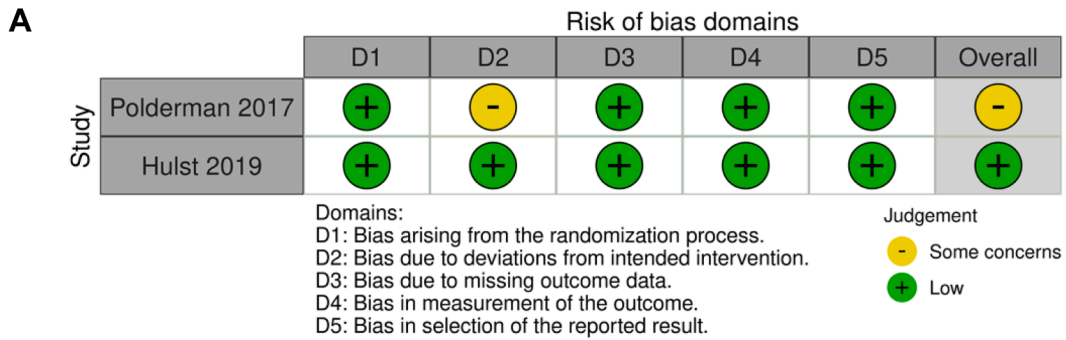 A
Risk of bias domains
D1 D2 D3 D4 D5 Overall
Study
Polderman 2017 + - + + + -
Hulst 2019 + + + + + +
Domains:
D1: Bias arising from the randomization process.
D2: Bias due to deviations from intended intervention.
D3: Bias due to missing outcome data.
D4: Bias in measurement of the outcome.
D5: Bias in selection of the reported result.
Judgement
- Some concerns
+ Low